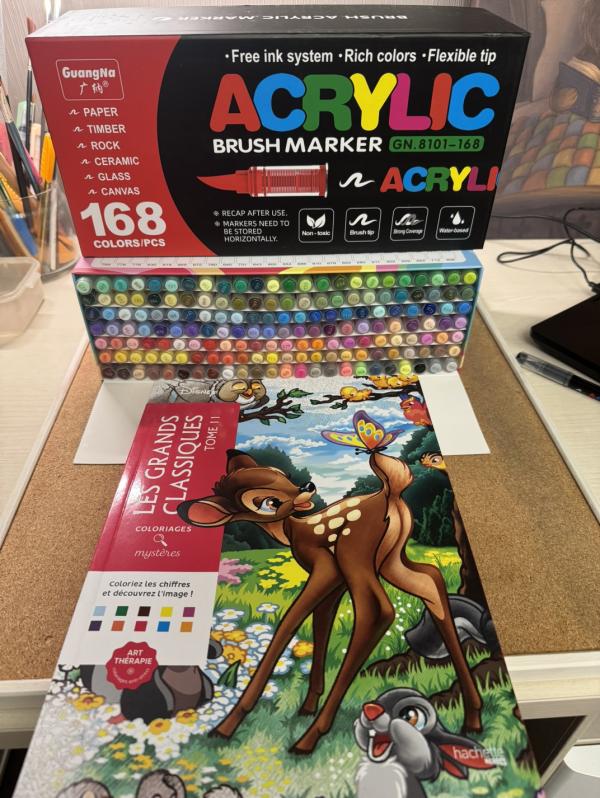 BRUSH ACRYLIC MARKER
·Free ink system ·Rich colors ·Flexible tip
GuangNa
广纳®
ACRYLIC
BRUSH MARKER GN.8101-168
PAPER
TIMBER
ROCK
CERAMIC
GLASS
CANVAS
ACRYLI
168
COLORS/PCS
RECAP AFTER USE.
MARKERS NEED TO
BE STORED
HORIZONTALLY.
Non-toxic
Brush tip
Strong Coverage
Water-based
Disney
LES GRANDS
CLASSIQUES
TOME 11
COLORIAGES
mystères
Coloriez les chiffres
et découvrez l'image !
ART
THÉRAPIE
hachette